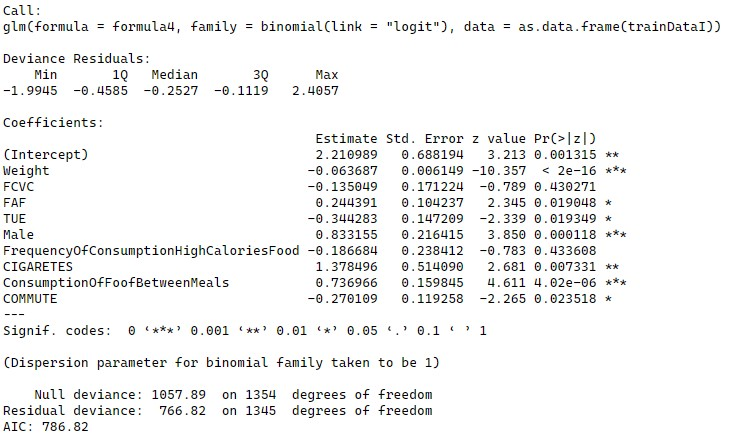 Call:
glm(formula = formula4, family = binomial(link = "logit"), data = as.data.frame(trainDataI))
Deviance Residuals:
    Min       1Q   Median       3Q      Max
-1.9945  -0.4585  -0.2527  -0.1119   2.4057
Coefficients:
                                      Estimate Std. Error z value Pr(>|z|)
(Intercept)                           2.210989   0.688194   3.213 0.001315 **
Weight                               -0.063687   0.006149 -10.357  < 2e-16 ***
FCVC                                 -0.135049   0.171224  -0.789 0.430271
FAF                                   0.244391   0.104237   2.345 0.019048 *
TUE                                  -0.344283   0.147209  -2.339 0.019349 *
Male                                  0.833155   0.216415   3.850 0.000118 ***
FrequencyOfConsumptionHighCaloriesFood -0.186684   0.238412  -0.783 0.433608
CIGARETES                             1.378496   0.514090   2.681 0.007331 **
ConsumptionOfFoofBetweenMeals         0.736966   0.159845   4.611 4.02e-06 ***
COMMUTE                              -0.270109   0.119258  -2.265 0.023518 *
---
Signif. codes:  0 ‘***’ 0.001 ‘**’ 0.01 ‘*’ 0.05 ‘.’ 0.1 ‘ ’ 1
(Dispersion parameter for binomial family taken to be 1)
    Null deviance: 1057.89  on 1354  degrees of freedom
Residual deviance:  766.82  on 1345  degrees of freedom
AIC: 786.82